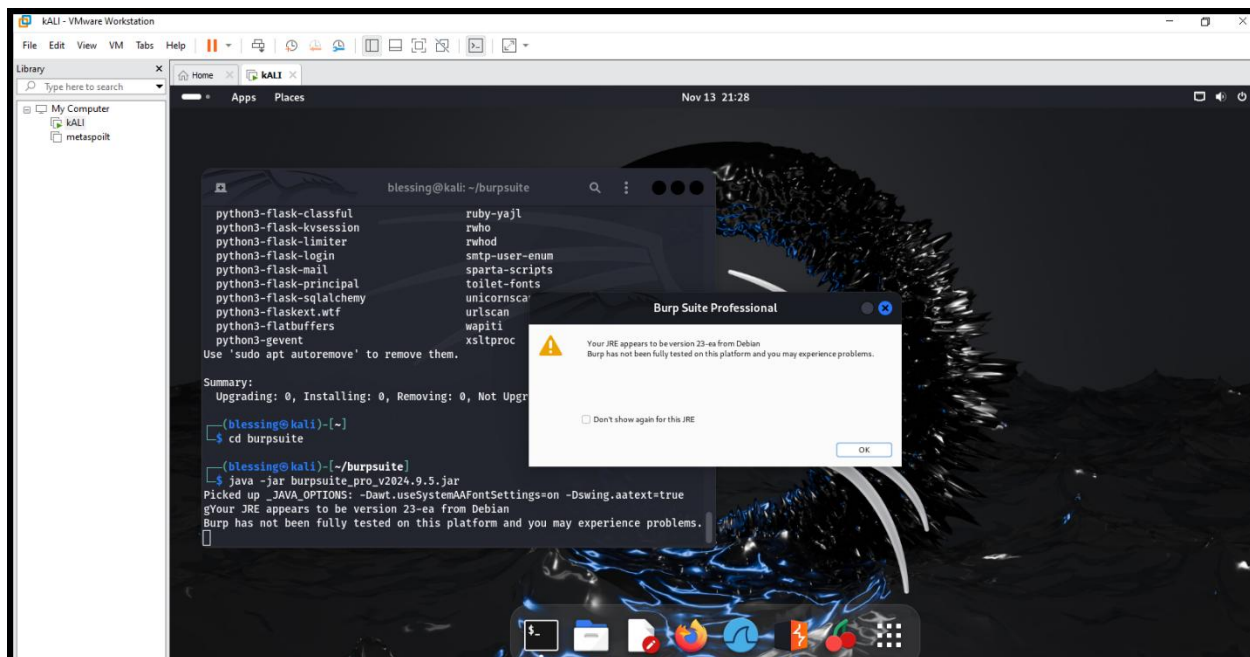 kALI - VMware Workstation
File Edit View VM Tabs Help
Library
Type here to search
Home
kALI
My Computer
kALI
metaspoilt
Apps Places
Nov 13 21:28
blessing@kali: ~/burpsuite
python3-flask-classful ruby-yajl
python3-flask-kvsession rwho
python3-flask-limiter rwhod
python3-flask-login smtp-user-enum
python3-flask-mail sparta-scripts
python3-flask-principal toilet-fonts
python3-flask-sqlalchemy
python3-flaskext.wtf urlscan
python3-flatbuffers wapiti
python3-gevent xsltproc
Use 'sudo apt autoremove' to remove them.
Summary:
Upgrading: 0, Installing: 0, Removing: 0, Not Upgr
(blessing㉿kali)-[~]
$ cd burpsuite
(blessing㉿kali)-[~/burpsuite]
$ java -jar burpsuite_pro_v2024.9.5.jar
Picked up _JAVA_OPTIONS: -Dawt.useSystemAAFontSettings=on -Dswing.aatext=true
gYour JRE appears to be version 23-ea from Debian
Burp has not been fully tested on this platform and you may experience problems.
Burp Suite Professional
Your JRE appears to be version 23-ea from Debian
Burp has not been fully tested on this platform and you may experience problems.
Don't show again for this JRE
OK